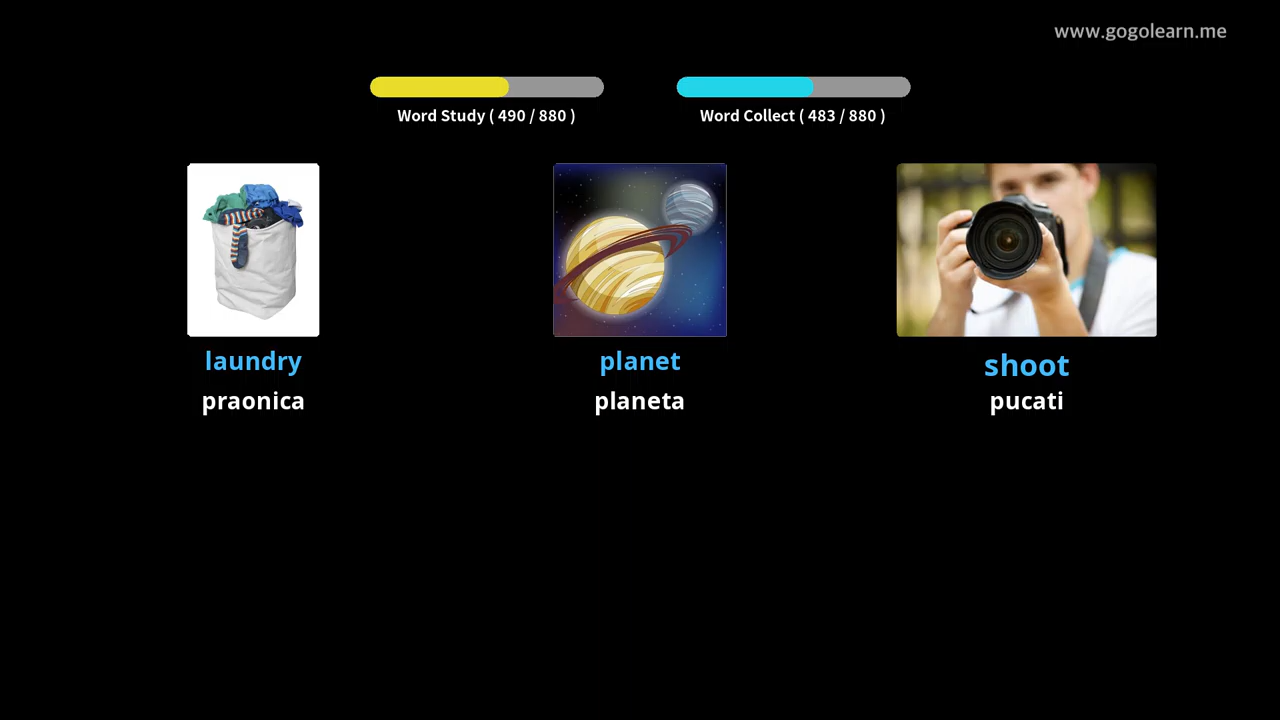 www.gogolearn.me
Word Study ( 490 / 880 )
Word Collect ( 483 / 880 )
laundry
praonica
planet
planeta
shoot
pucati